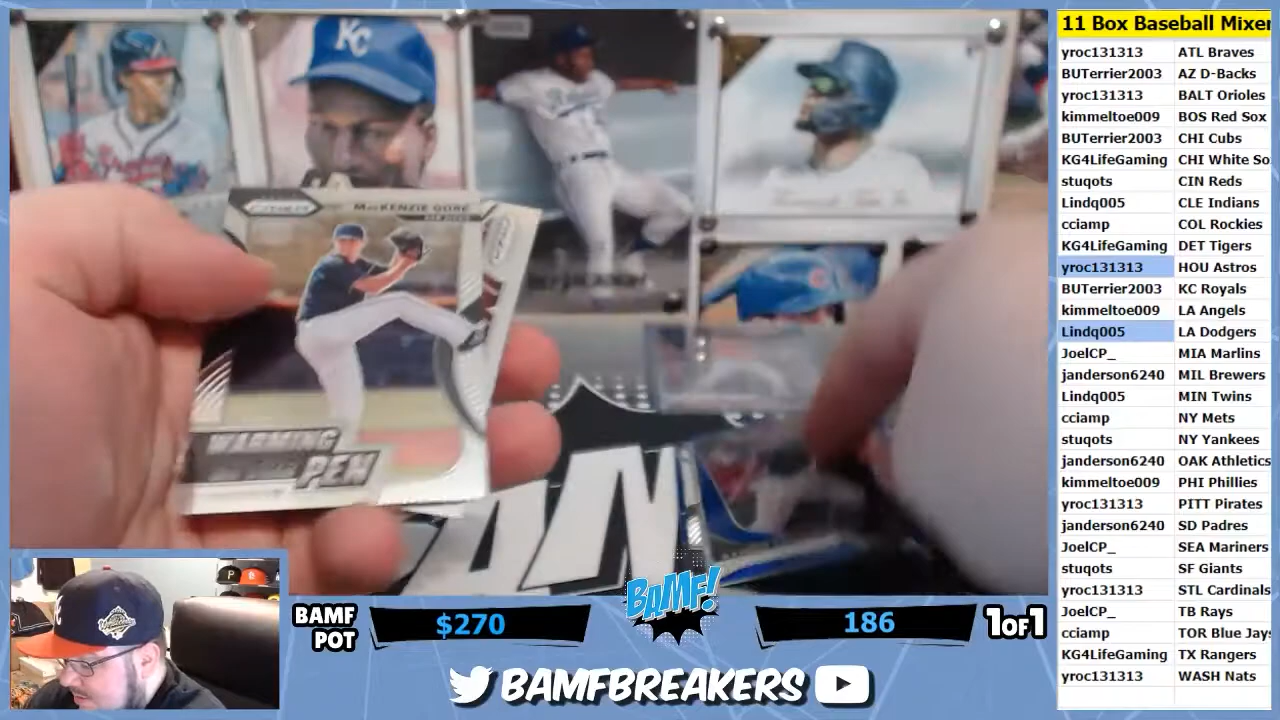 11 Box Baseball Mixer
yroc131313 ATL Braves
BUTerrier2003 AZ D-Backs
yroc131313 BALT Orioles
kimmeltoe009 BOS Red Sox
BUTerrier2003 CHI Cubs
KG4LifeGaming CHI White So
stuqots CIN Reds
Lindq005 CLE Indians
cciamp COL Rockies
KG4LifeGaming DET Tigers
yroc131313 HOU Astros
BUTerrier2003 KC Royals
kimmeltoe009 LA Angels
Lindq005 LA Dodgers
JoelCP_ MIA Marlins
janderson6240 MIL Brewers
Lindq005 MIN Twins
cciamp NY Mets
stuqots NY Yankees
janderson6240 OAK Athletics
kimmeltoe009 PHI Phillies
yroc131313 PITT Pirates
janderson6240 SD Padres
JoelCP_ SEA Mariners
stuqots SF Giants
yroc131313 STL Cardinals
JoelCP_ TB Rays
cciamp TOR Blue Jays
KG4LifeGaming TX Rangers
yroc131313 WASH Nats
KC
PRIZM MACKENZIE GORE
SAN DIEGO
WARMING
PEN
BAMF
POT
$270
BAMF!
186
1OF1
BAMFBREAKERS